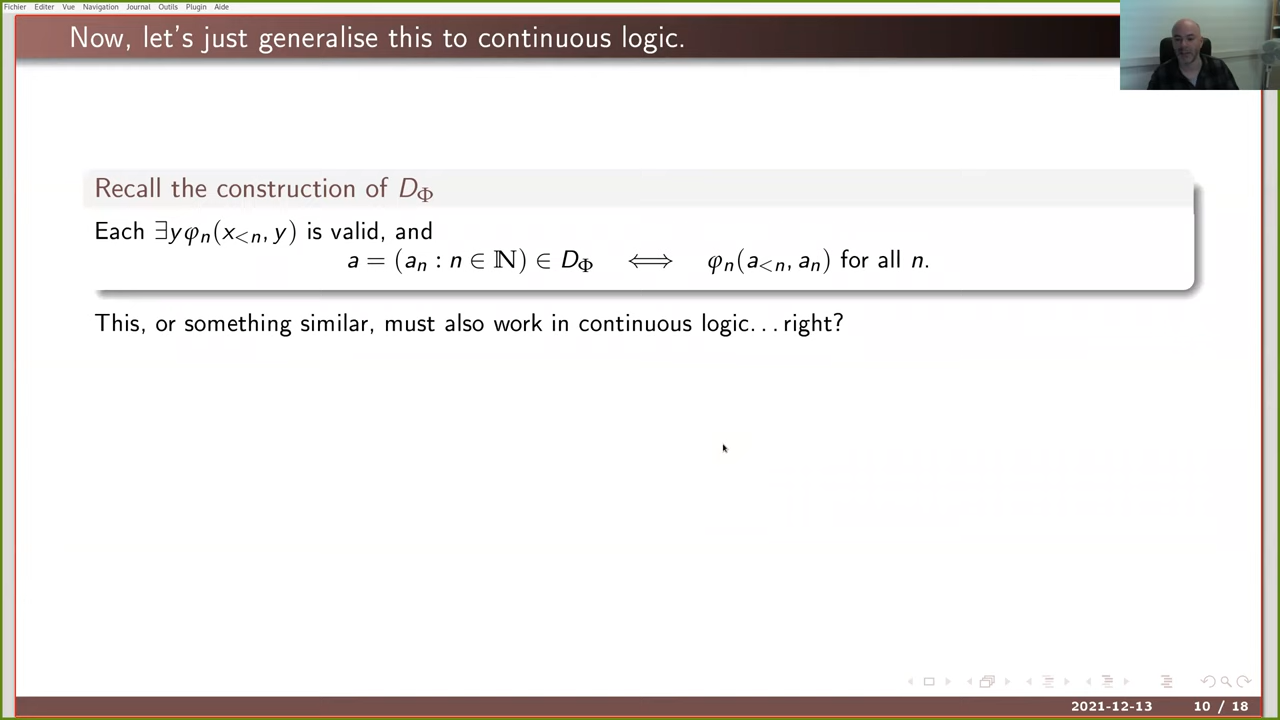 Fichier Editer Vue Navigation Journal Outils Plugin Aide
Now, let's just generalise this to continuous logic.
Recall the construction of D_Φ
Each ∃yφ_n(x_{<n}, y) is valid, and
a = (a_n : n ∈ ℕ) ∈ D_Φ ⟺ φ_n(a_{<n}, a_n) for all n.
This, or something similar, must also work in continuous logic. . . right?
2021-12-13 10 / 18